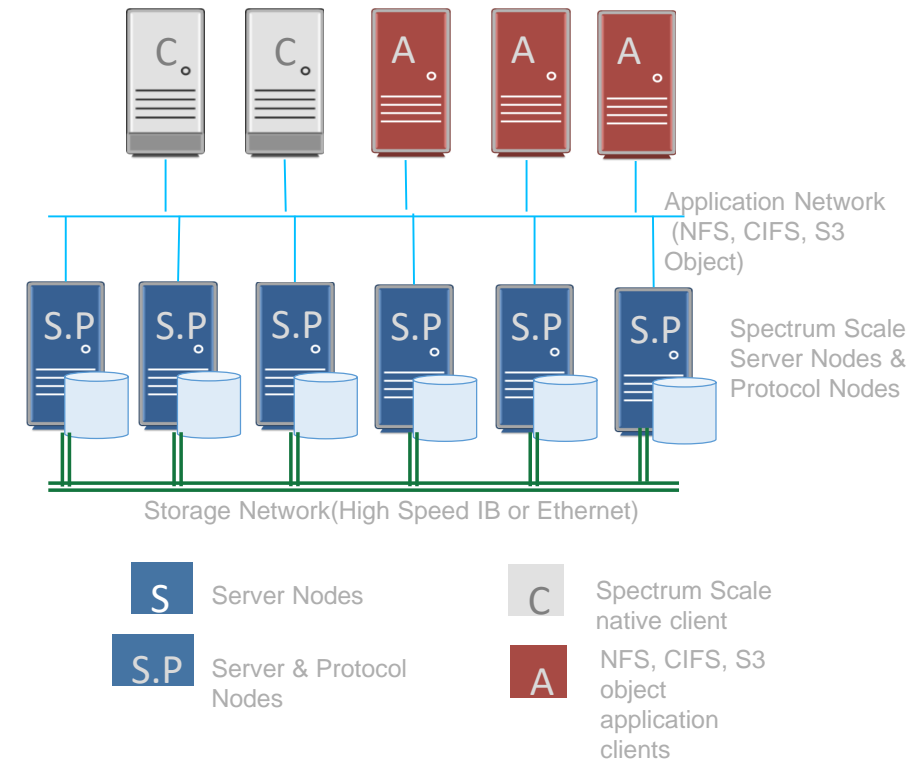 C
C
A
A
A
Application Network
(NFS, CIFS, S3
Object)
S.P
S.P
S.P
S.P
S.P
S.P
Spectrum Scale
Server Nodes &
Protocol Nodes
Storage Network(High Speed IB or Ethernet)
S
Server Nodes
C
Spectrum Scale
native client
S.P
Server & Protocol
Nodes
A
NFS, CIFS, S3
object
application
clients